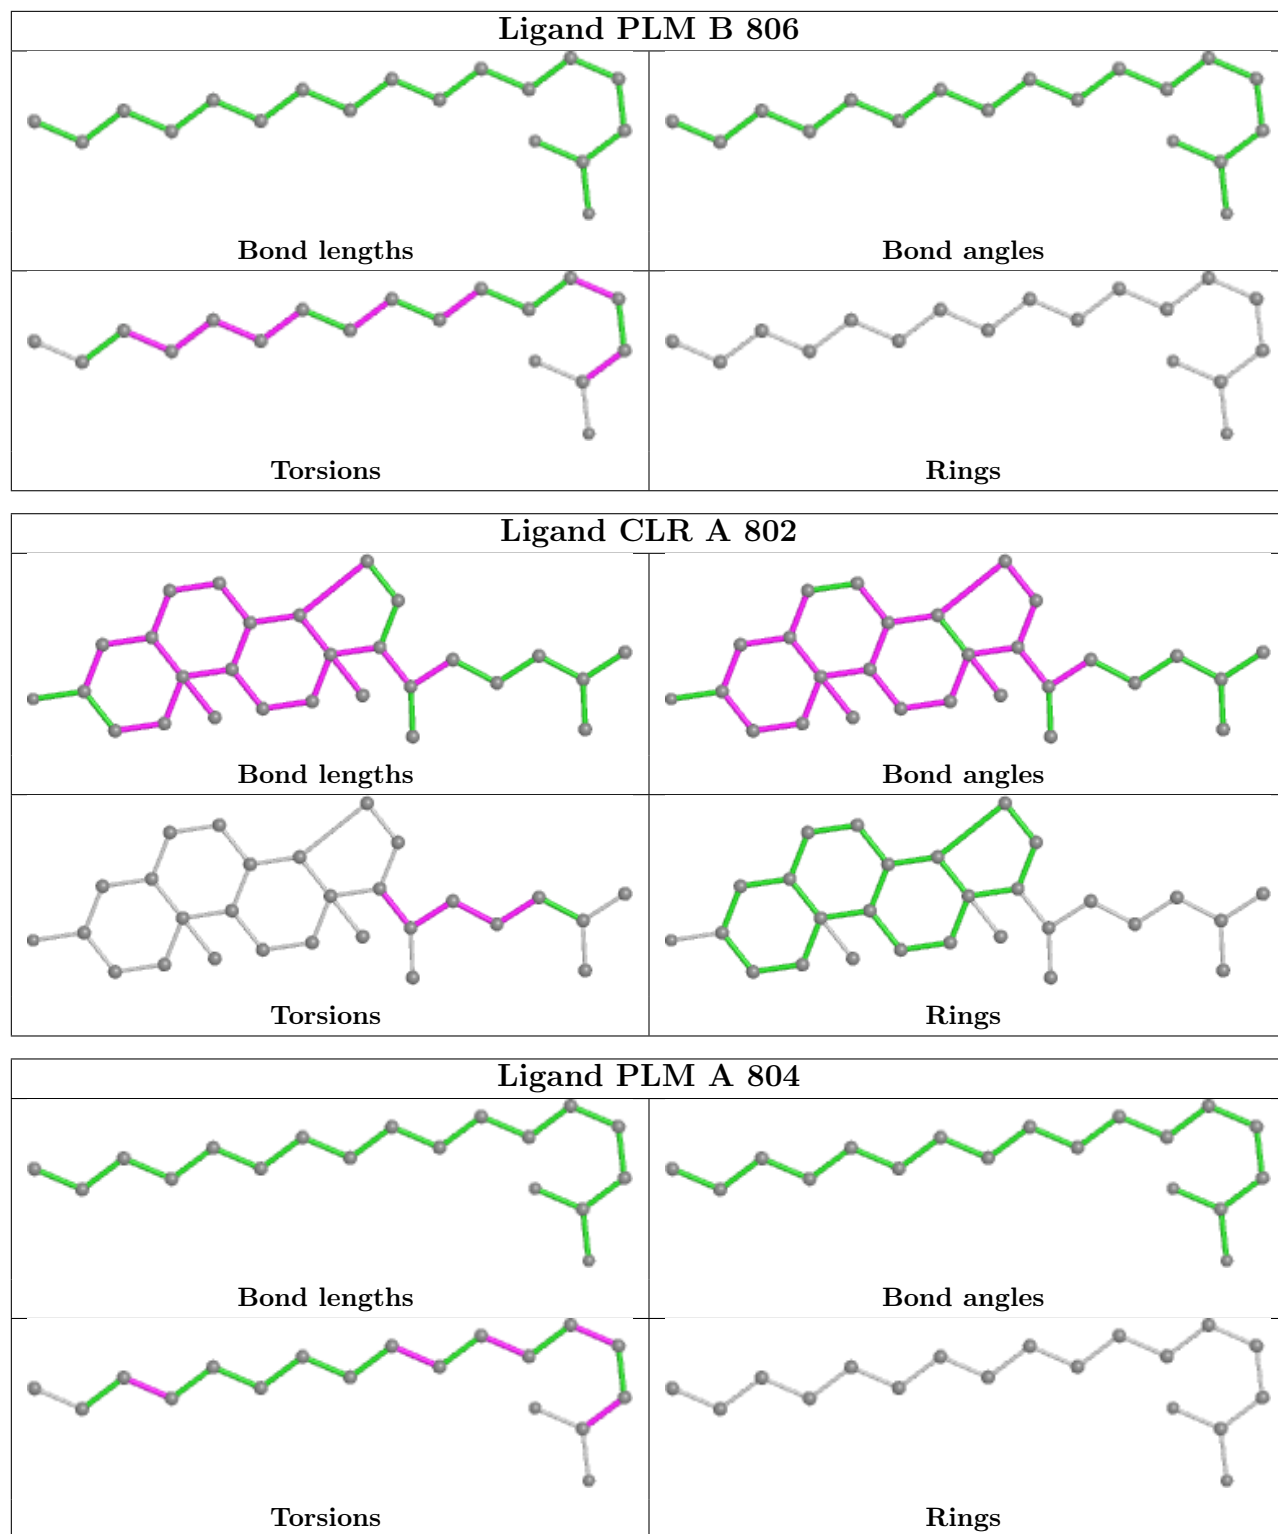 Ligand PLM B 806
Bond lengths
Bond angles
Torsions
Rings
Ligand CLR A 802
Bond lengths
Bond angles
Torsions
Rings
Ligand PLM A 804
Bond lengths
Bond angles
Torsions
Rings